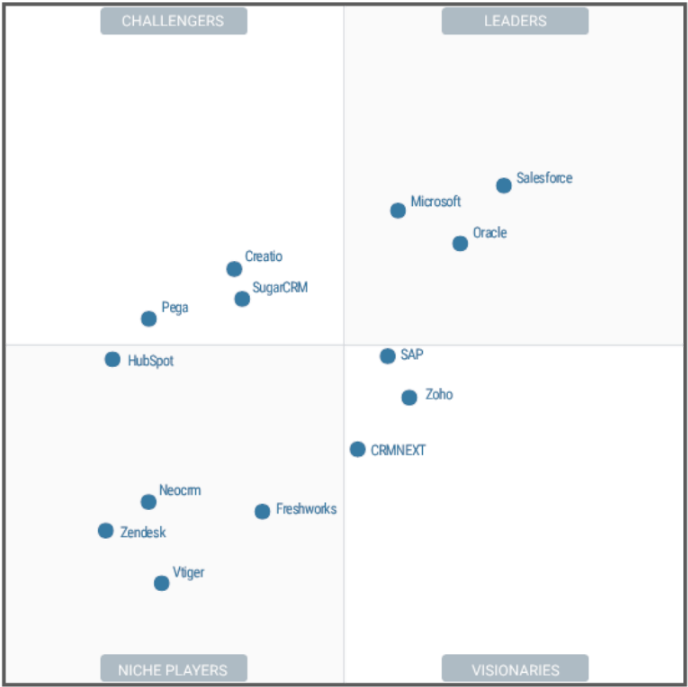 CHALLENGERS
LEADERS
Salesforce
Microsoft
Oracle
Creatio
SugarCRM
Pega
HubSpot
SAP
Zoho
CRMNEXT
Neocrm
Freshworks
Zendesk
Vtiger
NICHE PLAYERS
VISIONARIES